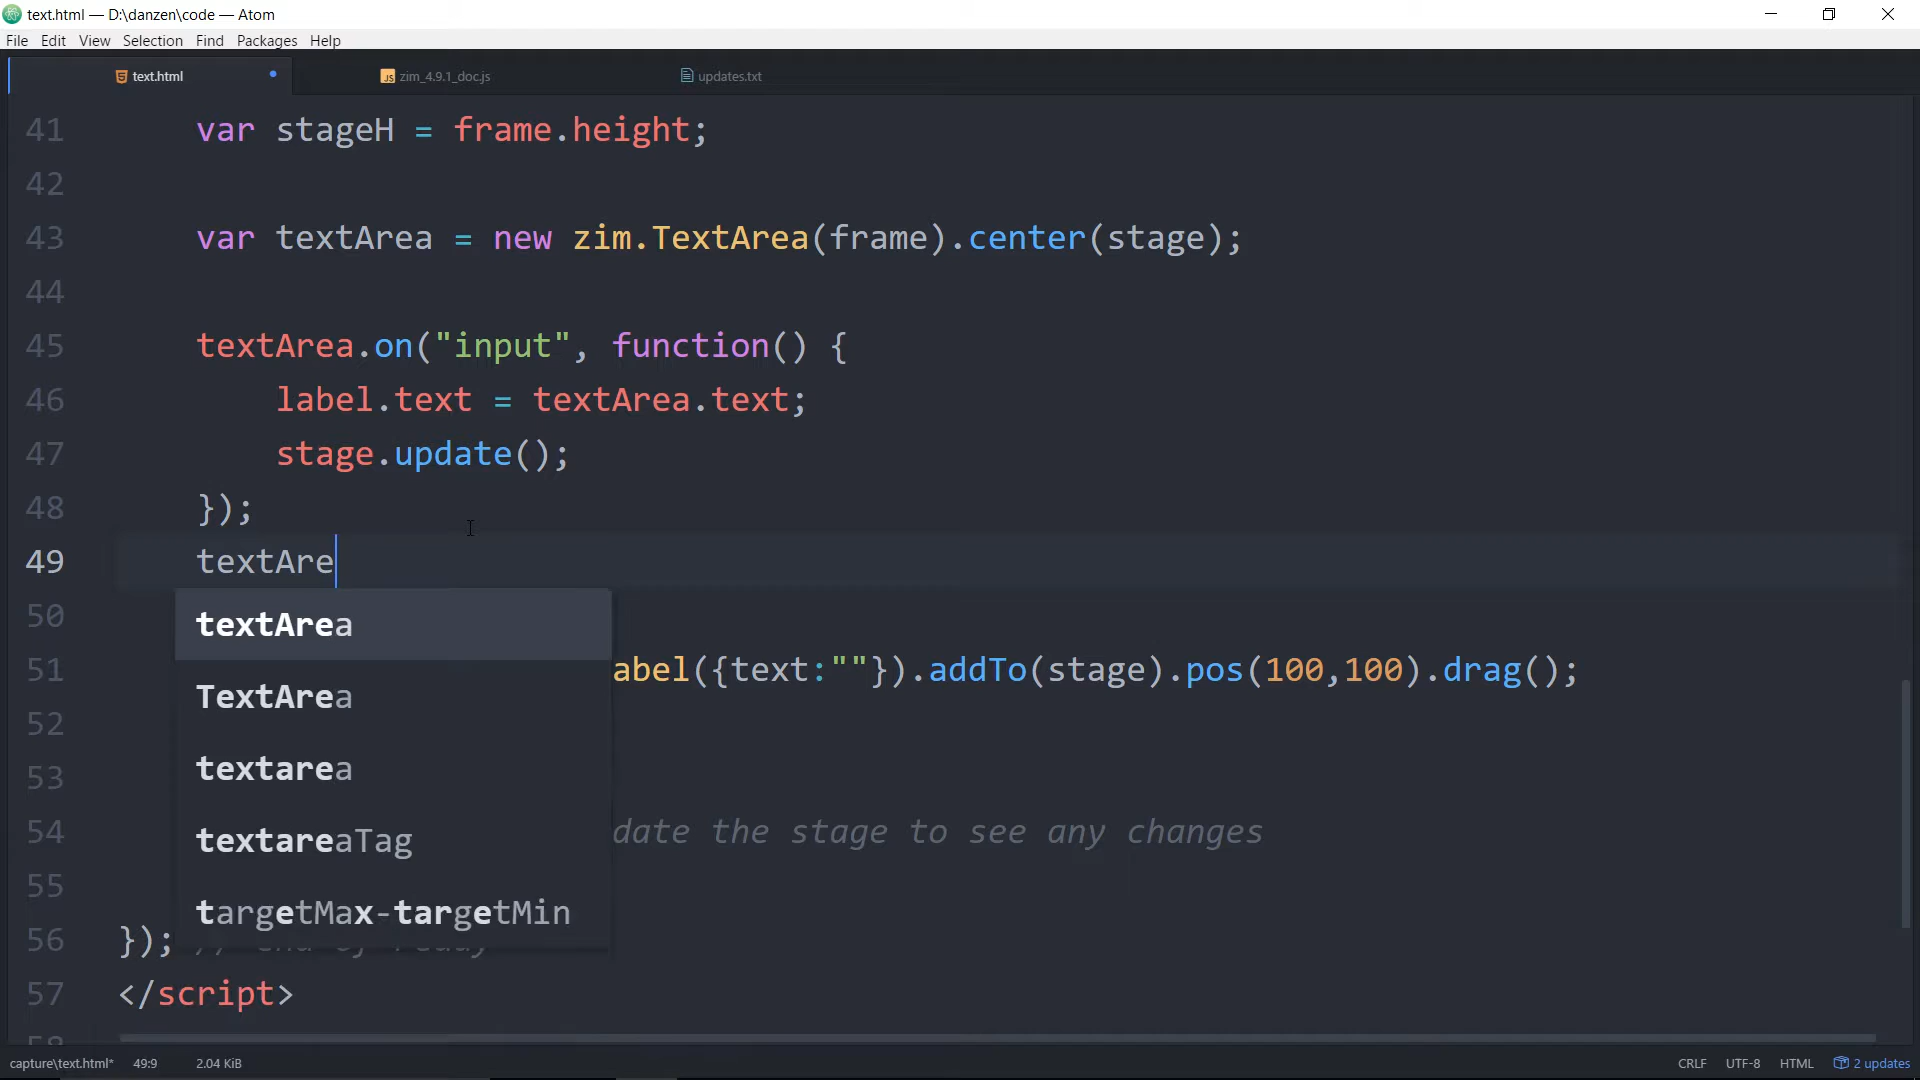 text.html — D:\danzen\code — Atom
File Edit View Selection Find Packages Help
text.html zim_4.9.1_doc.js updates.txt
41 var stageH = frame.height;
42
43 var textArea = new zim.TextArea(frame).center(stage);
44
45 textArea.on("input", function() {
46 label.text = textArea.text;
47 stage.update();
48 });
49 textAre
textArea
50
TextArea
51 abel({text:""}).addTo(stage).pos(100,100).drag();
52
textarea
53
textareaTag
54 date the stage to see any changes
55
targetMax-targetMin
56 }); // end of ready
57 </script>
58
capture\text.html* 49:9 2.04 KiB CRLF UTF-8 HTML 2 updates